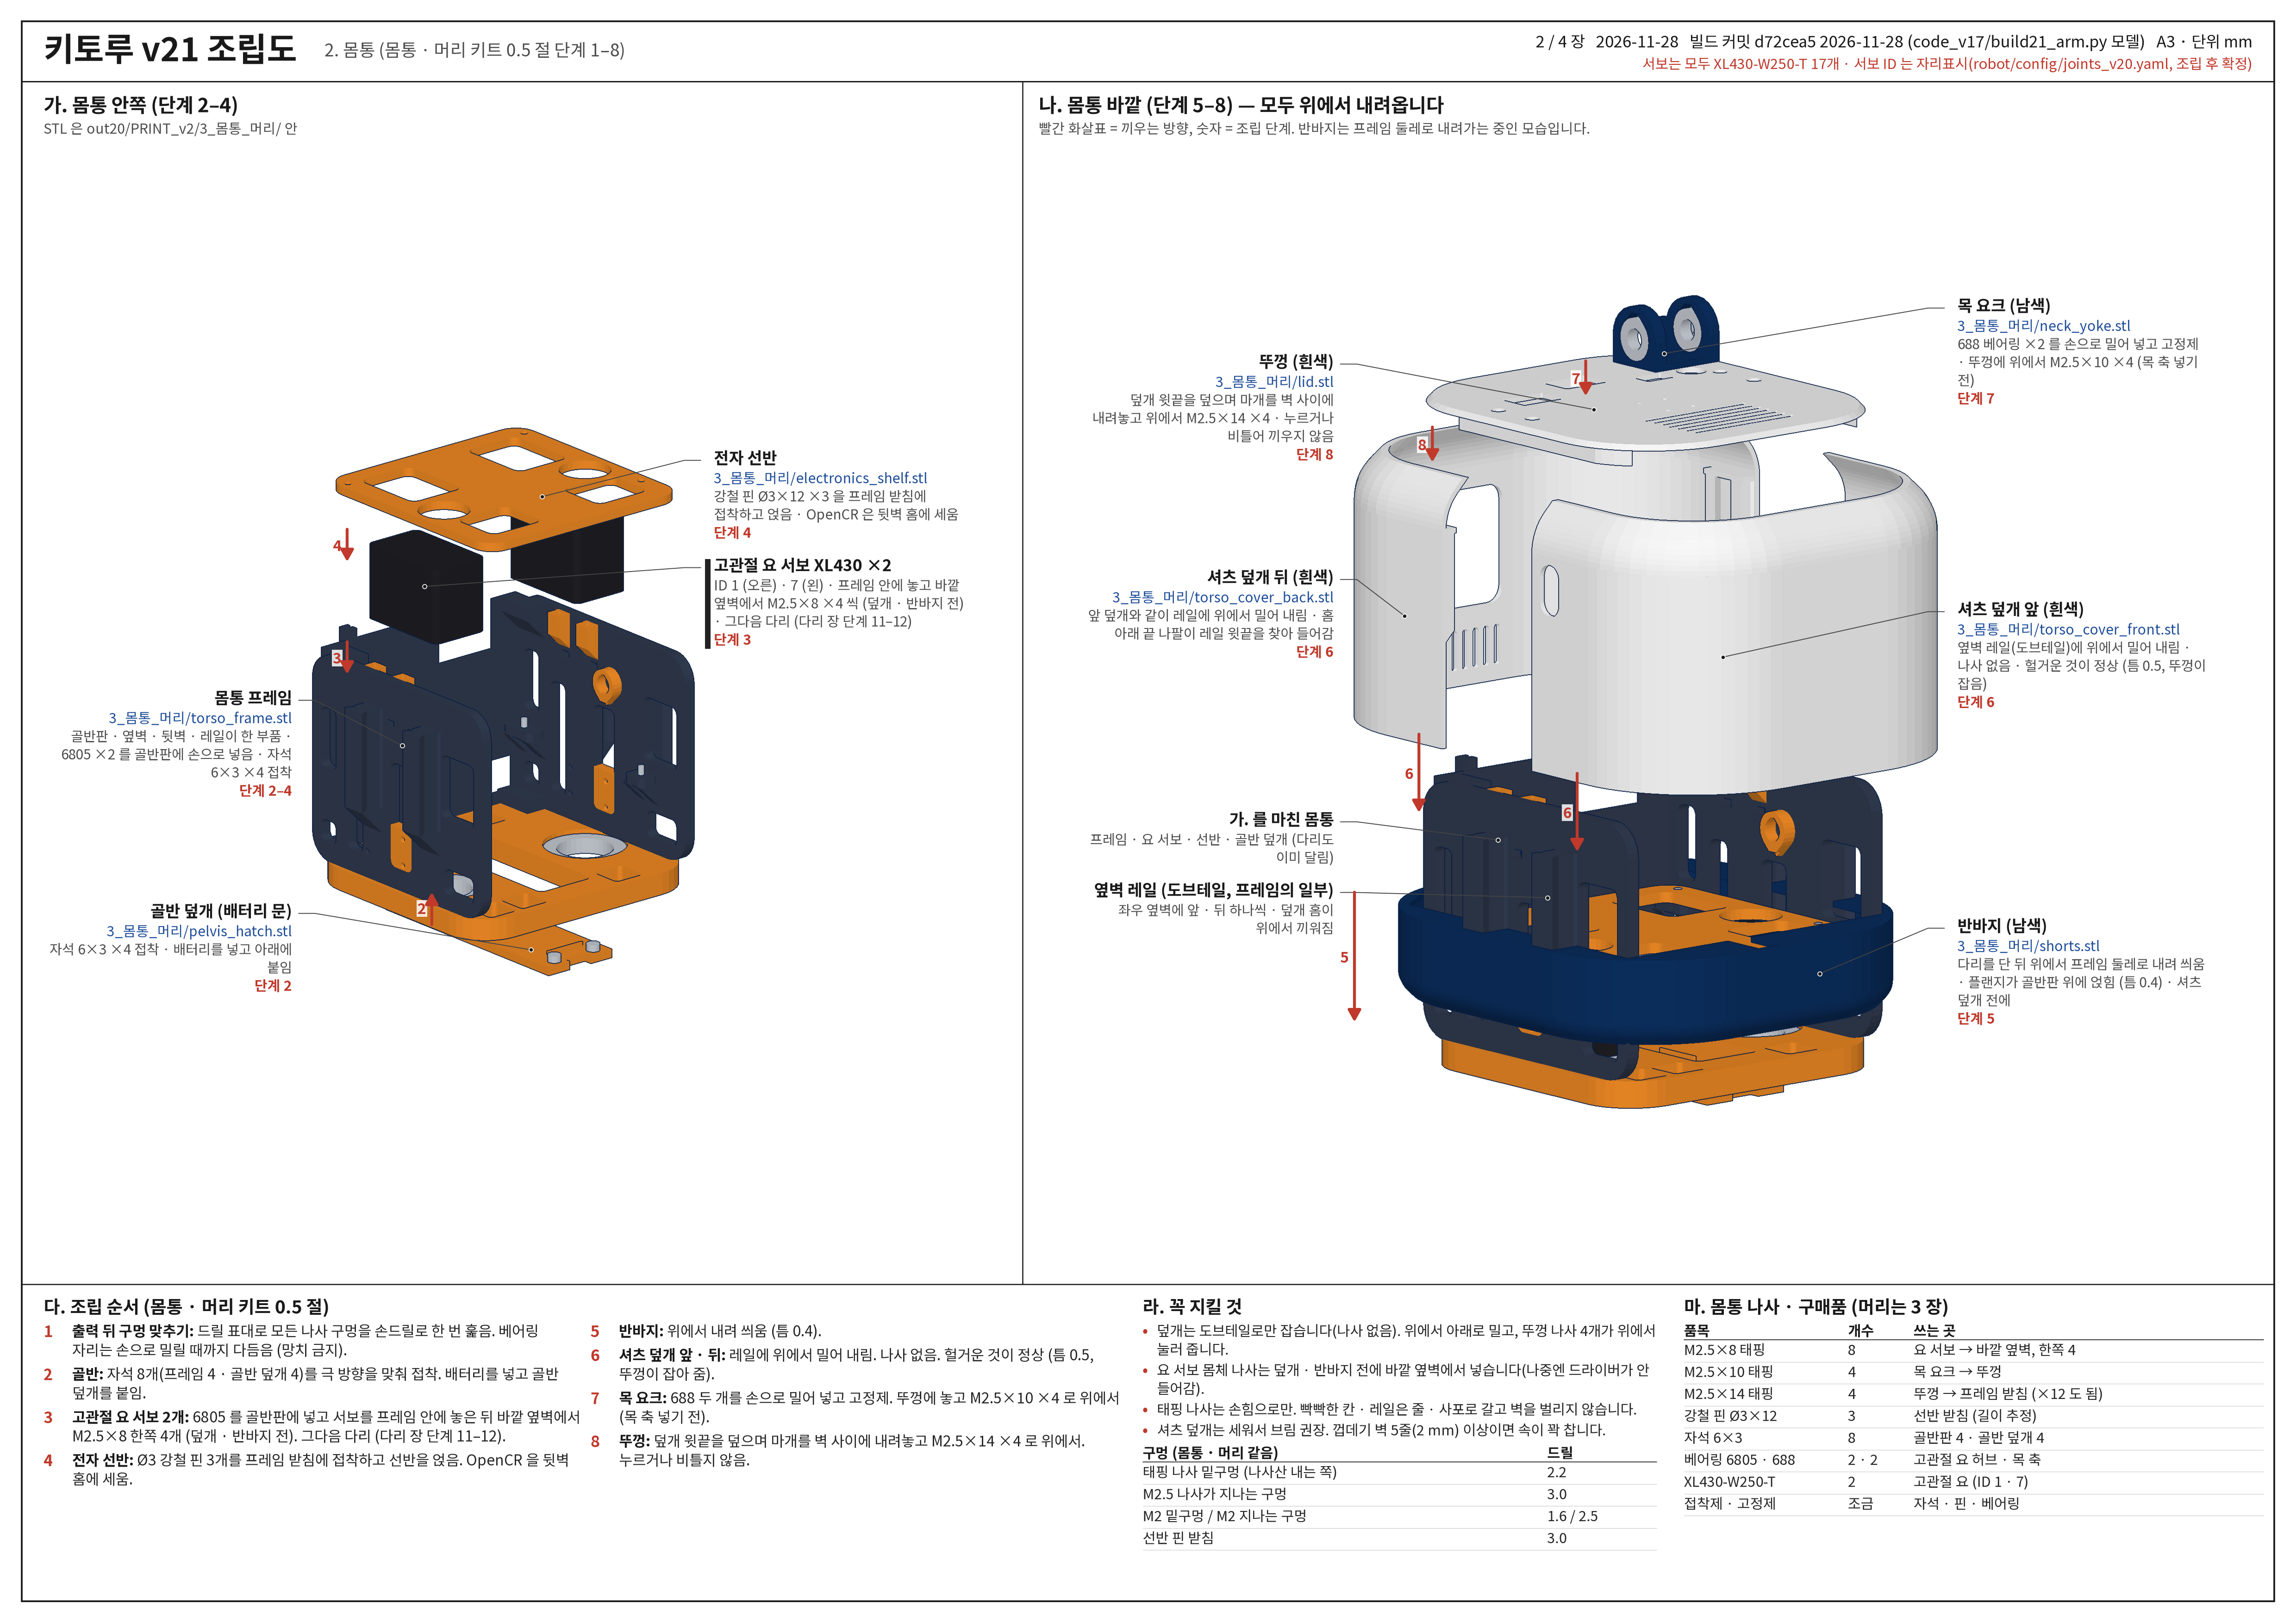 키토루 v21 조립도
2. 몸통 (몸통 · 머리 키트 0.5 절 단계 1–8)
2 / 4 장   2026-11-28   빌드 커밋 d72cea5 2026-11-28 (code_v17/build21_arm.py 모델)   A3 · 단위 mm
서보는 모두 XL430-W250-T 17개 · 서보 ID 는 자리표시(robot/config/joints_v20.yaml, 조립 후 확정)
가. 몸통 안쪽 (단계 2–4)
STL 은 out20/PRINT_v2/3_몸통_머리/ 안
전자 선반
3_몸통_머리/electronics_shelf.stl
강철 핀 Ø3×12 ×3 을 프레임 받침에
접착하고 얹음 · OpenCR 은 뒷벽 홈에 세움
단계 4
4
고관절 요 서보 XL430 ×2
ID 1 (오른) · 7 (왼) · 프레임 안에 놓고 바깥
옆벽에서 M2.5×8 ×4 씩 (덮개 · 반바지 전)
· 그다음 다리 (다리 장 단계 11–12)
단계 3
3
몸통 프레임
3_몸통_머리/torso_frame.stl
골반판 · 옆벽 · 뒷벽 · 레일이 한 부품 ·
6805 ×2 를 골반판에 손으로 넣음 · 자석
6×3 ×4 접착
단계 2–4
2
골반 덮개 (배터리 문)
3_몸통_머리/pelvis_hatch.stl
자석 6×3 ×4 접착 · 배터리를 넣고 아래에
붙임
단계 2
나. 몸통 바깥 (단계 5–8) — 모두 위에서 내려옵니다
빨간 화살표 = 끼우는 방향, 숫자 = 조립 단계. 반바지는 프레임 둘레로 내려가는 중인 모습입니다.
목 요크 (남색)
3_몸통_머리/neck_yoke.stl
688 베어링 ×2 를 손으로 밀어 넣고 고정제
· 뚜껑에 위에서 M2.5×10 ×4 (목 축 넣기
전)
단계 7
뚜껑 (흰색)
3_몸통_머리/lid.stl
덮개 윗끝을 덮으며 마개를 벽 사이에
내려놓고 위에서 M2.5×14 ×4 · 누르거나
비틀어 끼우지 않음
단계 8
7
8
셔츠 덮개 뒤 (흰색)
3_몸통_머리/torso_cover_back.stl
앞 덮개와 같이 레일에 위에서 밀어 내림 · 홈
아래 끝 나팔이 레일 윗끝을 찾아 들어감
단계 6
셔츠 덮개 앞 (흰색)
3_몸통_머리/torso_cover_front.stl
옆벽 레일(도브테일)에 위에서 밀어 내림 ·
나사 없음 · 헐거운 것이 정상 (틈 0.5, 뚜껑이
잡음)
단계 6
6
6
가. 를 마친 몸통
프레임 · 요 서보 · 선반 · 골반 덮개 (다리도
이미 달림)
옆벽 레일 (도브테일, 프레임의 일부)
좌우 옆벽에 앞 · 뒤 하나씩 · 덮개 홈이
위에서 끼워짐
5
반바지 (남색)
3_몸통_머리/shorts.stl
다리를 단 뒤 위에서 프레임 둘레로 내려 씌움
· 플랜지가 골반판 위에 얹힘 (틈 0.4) · 셔츠
덮개 전에
단계 5
다. 조립 순서 (몸통 · 머리 키트 0.5 절)
1 출력 뒤 구멍 맞추기: 드릴 표대로 모든 나사 구멍을 손드릴로 한 번 훑음. 베어링
자리는 손으로 밀릴 때까지 다듬음 (망치 금지).
2 골반: 자석 8개(프레임 4 · 골반 덮개 4)를 극 방향을 맞춰 접착. 배터리를 넣고 골반
덮개를 붙임.
3 고관절 요 서보 2개: 6805 를 골반판에 넣고 서보를 프레임 안에 놓은 뒤 바깥 옆벽에서
M2.5×8 한쪽 4개 (덮개 · 반바지 전). 그다음 다리 (다리 장 단계 11–12).
4 전자 선반: Ø3 강철 핀 3개를 프레임 받침에 접착하고 선반을 얹음. OpenCR 을 뒷벽
홈에 세움.
5 반바지: 위에서 내려 씌움 (틈 0.4).
6 셔츠 덮개 앞 · 뒤: 레일에 위에서 밀어 내림. 나사 없음. 헐거운 것이 정상 (틈 0.5,
뚜껑이 잡아 줌).
7 목 요크: 688 두 개를 손으로 밀어 넣고 고정제. 뚜껑에 놓고 M2.5×10 ×4 로 위에서
(목 축 넣기 전).
8 뚜껑: 덮개 윗끝을 덮으며 마개를 벽 사이에 내려놓고 M2.5×14 ×4 로 위에서.
누르거나 비틀지 않음.
라. 꼭 지킬 것
• 덮개는 도브테일로만 잡습니다(나사 없음). 위에서 아래로 밀고, 뚜껑 나사 4개가 위에서
눌러 줍니다.
• 요 서보 몸체 나사는 덮개 · 반바지 전에 바깥 옆벽에서 넣습니다(나중엔 드라이버가 안
들어감).
• 태핑 나사는 손힘으로만. 빡빡한 칸 · 레일은 줄 · 사포로 갈고 벽을 벌리지 않습니다.
• 셔츠 덮개는 세워서 브림 권장. 껍데기 벽 5줄(2 mm) 이상이면 속이 꽉 찹니다.
구멍 (몸통 · 머리 같음) 드릴
태핑 나사 밑구멍 (나사산 내는 쪽) 2.2
M2.5 나사가 지나는 구멍 3.0
M2 밑구멍 / M2 지나는 구멍 1.6 / 2.5
선반 핀 받침 3.0
마. 몸통 나사 · 구매품 (머리는 3 장)
품목 개수 쓰는 곳
M2.5×8 태핑 8 요 서보 → 바깥 옆벽, 한쪽 4
M2.5×10 태핑 4 목 요크 → 뚜껑
M2.5×14 태핑 4 뚜껑 → 프레임 받침 (×12 도 됨)
강철 핀 Ø3×12 3 선반 받침 (길이 추정)
자석 6×3 8 골반판 4 · 골반 덮개 4
베어링 6805 · 688 2 · 2 고관절 요 허브 · 목 축
XL430-W250-T 2 고관절 요 (ID 1 · 7)
접착제 · 고정제 조금 자석 · 핀 · 베어링